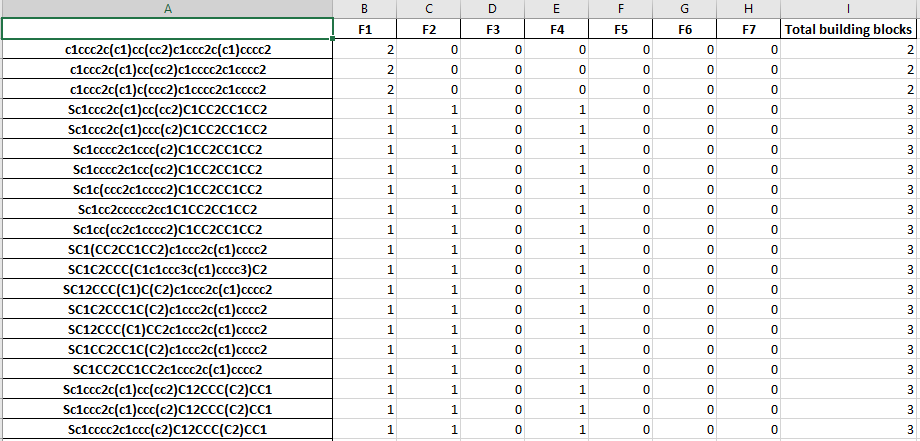 A B C D E F G H I
F1 F2 F3 F4 F5 F6 F7 Total building blocks
c1ccc2c(c1)cc(cc2)c1ccc2c(c1)cccc2 2 0 0 0 0 0 0 2
c1ccc2c(c1)cc(cc2)c1cccc2c1cccc2 2 0 0 0 0 0 0 2
c1ccc2c(c1)c(ccc2)c1cccc2c1cccc2 2 0 0 0 0 0 0 2
Sc1ccc2c(c1)cc(cc2)C1CC2CC1CC2 1 1 0 1 0 0 0 3
Sc1ccc2c(c1)ccc(c2)C1CC2CC1CC2 1 1 0 1 0 0 0 3
Sc1cccc2c1ccc(c2)C1CC2CC1CC2 1 1 0 1 0 0 0 3
Sc1cccc2c1cc(cc2)C1CC2CC1CC2 1 1 0 1 0 0 0 3
Sc1c(ccc2c1cccc2)C1CC2CC1CC2 1 1 0 1 0 0 0 3
Sc1cc2ccccc2cc1C1CC2CC1CC2 1 1 0 1 0 0 0 3
Sc1cc(cc2c1cccc2)C1CC2CC1CC2 1 1 0 1 0 0 0 3
SC1(CC2CC1CC2)c1ccc2c(c1)cccc2 1 1 0 1 0 0 0 3
SC1C2CCC(C1c1ccc3c(c1)cccc3)C2 1 1 0 1 0 0 0 3
SC12CCC(C1)C(C2)c1ccc2c(c1)cccc2 1 1 0 1 0 0 0 3
SC1C2CCC1C(C2)c1ccc2c(c1)cccc2 1 1 0 1 0 0 0 3
SC12CCC(C1)CC2c1ccc2c(c1)cccc2 1 1 0 1 0 0 0 3
SC1CC2CC1C(C2)c1ccc2c(c1)cccc2 1 1 0 1 0 0 0 3
SC1CC2CC1CC2c1ccc2c(c1)cccc2 1 1 0 1 0 0 0 3
Sc1ccc2c(c1)cc(cc2)C12CCC(C2)CC1 1 1 0 1 0 0 0 3
Sc1ccc2c(c1)ccc(c2)C12CCC(C2)CC1 1 1 0 1 0 0 0 3
Sc1cccc2c1ccc(c2)C12CCC(C2)CC1 1 1 0 1 0 0 0 3